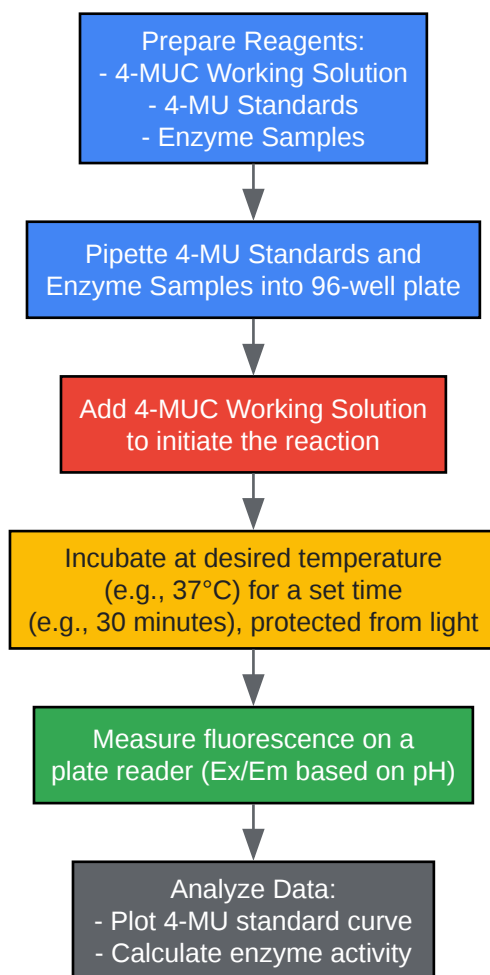 Prepare Reagents:
- 4-MUC Working Solution
- 4-MU Standards
- Enzyme Samples
Pipette 4-MU Standards and
Enzyme Samples into 96-well plate
Add 4-MUC Working Solution
to initiate the reaction
Incubate at desired temperature
(e.g., 37°C) for a set time
(e.g., 30 minutes), protected from light
Measure fluorescence on a
plate reader (Ex/Em based on pH)
Analyze Data:
- Plot 4-MU standard curve
- Calculate enzyme activity